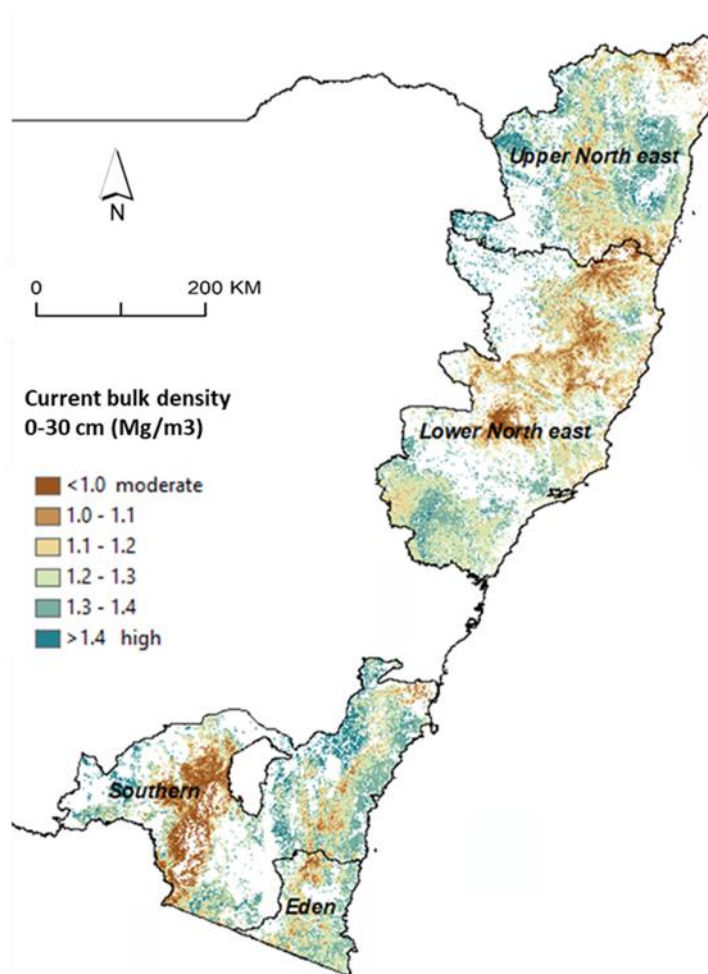 Upper North east
N
0 200 KM
Current bulk density
0-30 cm (Mg/m3)
Lower North east
<1.0 moderate
1.0 - 1.1
1.1 - 1.2
1.2 - 1.3
1.3 - 1.4
>1.4 high
Southern
Eden